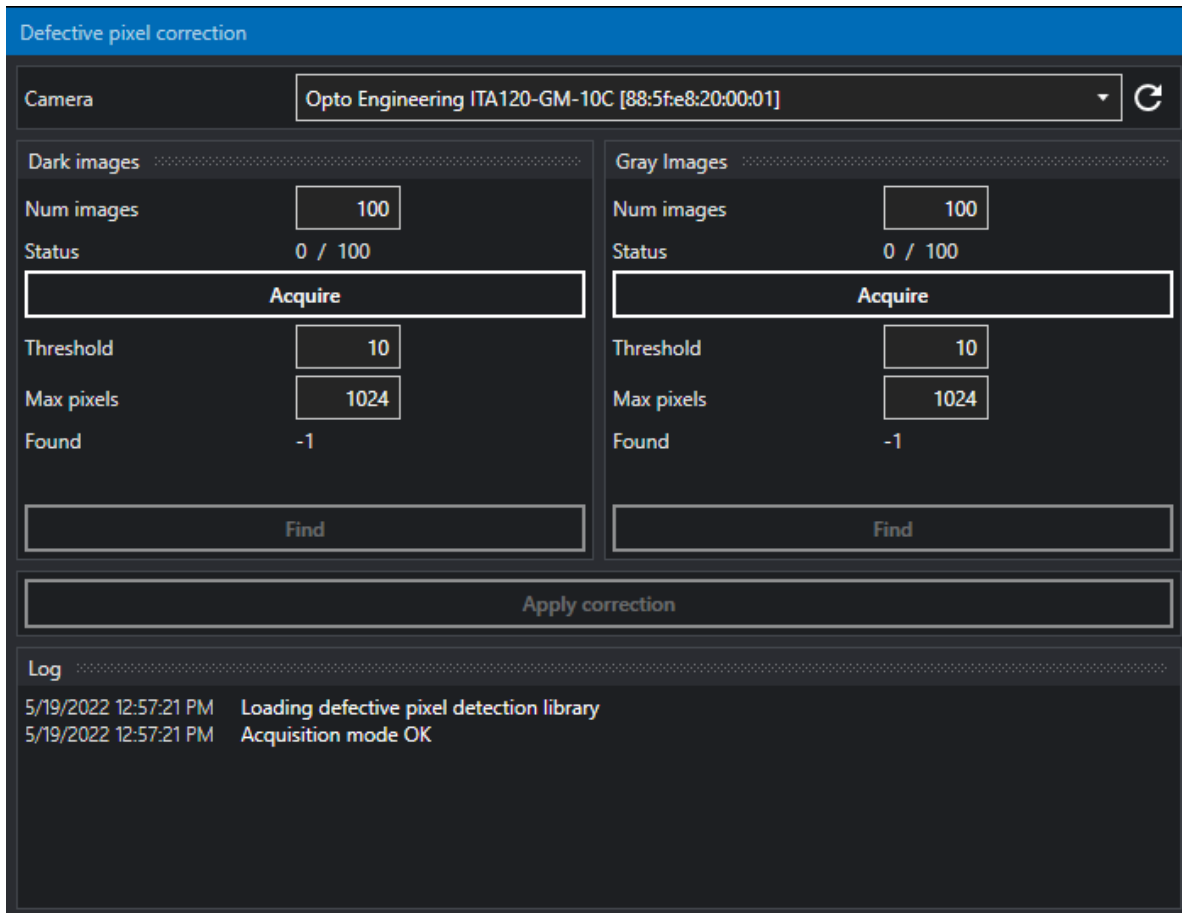 Defective pixel correction
Camera
Opto Engineering ITA120-GM-10C [88:5f:e8:20:00:01]
Dark images
Num images 100
Status 0 / 100
Acquire
Threshold 10
Max pixels 1024
Found -1
Find
Gray Images
Num images 100
Status 0 / 100
Acquire
Threshold 10
Max pixels 1024
Found -1
Find
Apply correction
Log
5/19/2022 12:57:21 PM Loading defective pixel detection library
5/19/2022 12:57:21 PM Acquisition mode OK